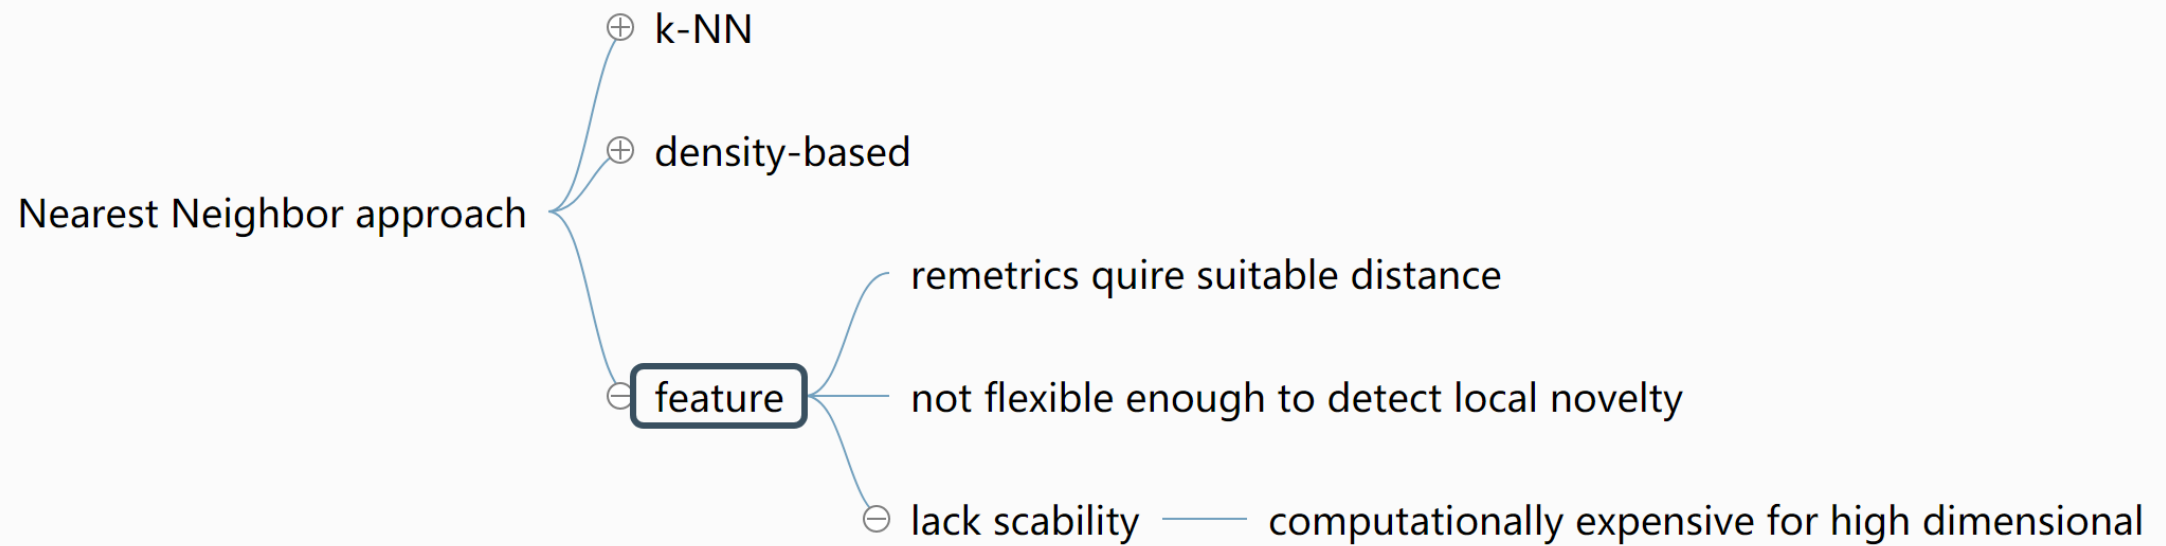 k-NN
density-based
Nearest Neighbor approach
remetrics quire suitable distance
feature
not flexible enough to detect local novelty
lack scability
computationally expensive for high dimensional